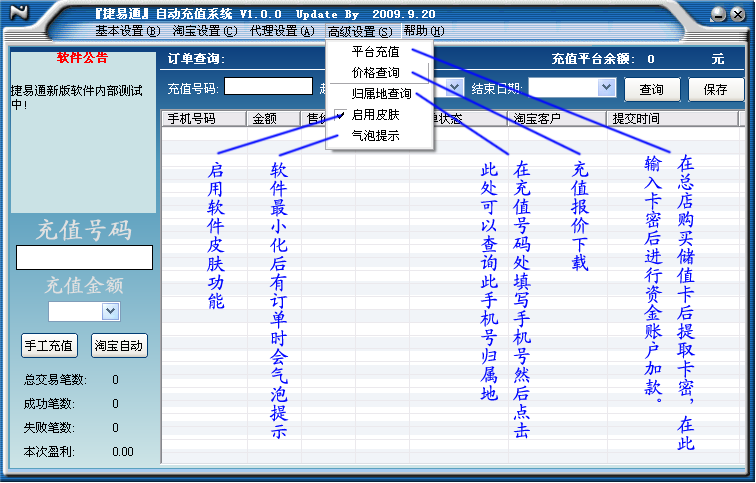 『捷易通』自动充值系统 V1.0.0 Update By 2009.9.20
基本设置(B) 淘宝设置(C) 代理设置(A) 高级设置(S) 帮助(H)
平台充值
价格查询
归属地查询
启用皮肤
气泡提示
软件公告
捷易通新版软件内部测试
中!
订单查询:
充值平台余额: 0 元
充值号码:
结束日期:
查询
保存
手机号码 金额 售价 状态 淘宝客户 提交时间
充值号码
充值金额
手工充值 淘宝自动
总交易笔数: 0
成功笔数: 0
失败笔数: 0
本次盈利: 0.00
启用软件皮肤功能
软件最小化后有订单时会气泡提示
此处可以查询此手机号归属地
在充值号码处填写手机号然后点击
充值报价下载
输入卡密后进行资金账户加款。
在总店购买储值卡后提取卡密,在此